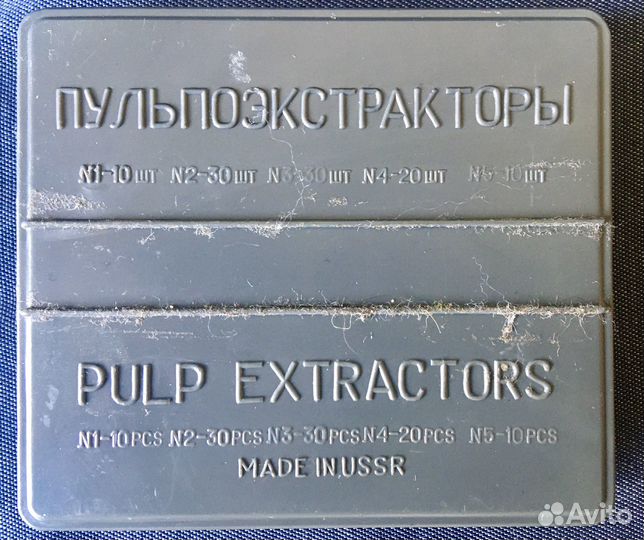 ПУЛЬПОЭКСТРАКТОРЫ
N1-10шт N2-30шт N3-30шт N4-20шт N5-10шт
PULP EXTRACTORS
N1-10PCS N2-30PCS N3-30PCS N4-20PCS N5-10PCS
MADE IN USSR
Avito